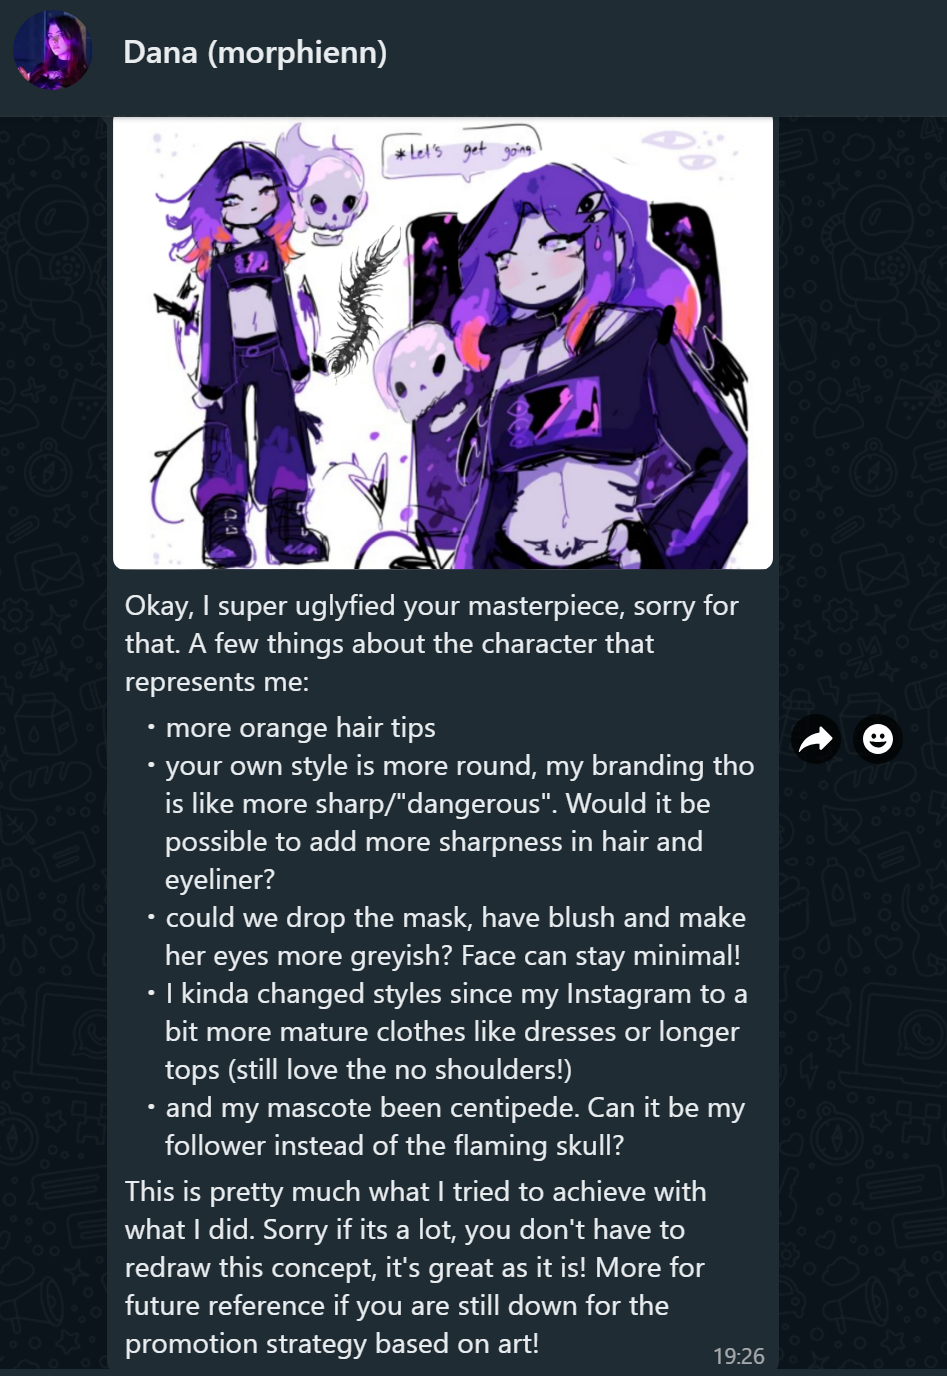 Dana (morphienn)
*Let's get going.
Okay, I super uglyfied your masterpiece, sorry for
that. A few things about the character that
represents me:
• more orange hair tips
• your own style is more round, my branding tho
is like more sharp/"dangerous". Would it be
possible to add more sharpness in hair and
eyeliner?
• could we drop the mask, have blush and make
her eyes more greyish? Face can stay minimal!
• I kinda changed styles since my Instagram to a
bit more mature clothes like dresses or longer
tops (still love the no shoulders!)
• and my mascote been centipede. Can it be my
follower instead of the flaming skull?
This is pretty much what I tried to achieve with
what I did. Sorry if its a lot, you don't have to
redraw this concept, it's great as it is! More for
future reference if you are still down for the
promotion strategy based on art!
19:26